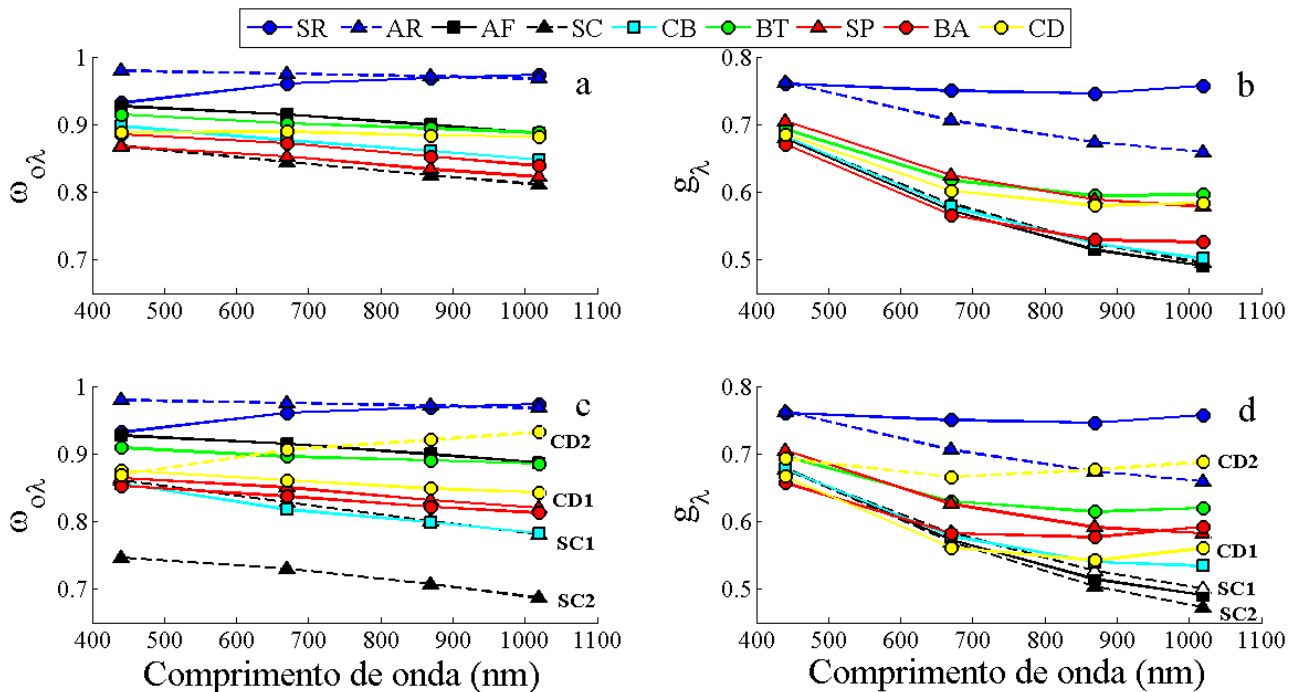 SR AR AF SC CB BT SP BA CD
a
1
0.9
0.8
0.7
ωoλ
400 500 600 700 800 900 1000 1100
b
0.8
0.7
0.6
0.5
gλ
400 500 600 700 800 900 1000 1100
c
1
0.9
0.8
0.7
ωoλ
CD2
CD1
SC1
SC2
400 500 600 700 800 900 1000 1100
Comprimento de onda (nm)
d
0.8
0.7
0.6
0.5
gλ
CD2
CD1
SC1
SC2
400 500 600 700 800 900 1000 1100
Comprimento de onda (nm)